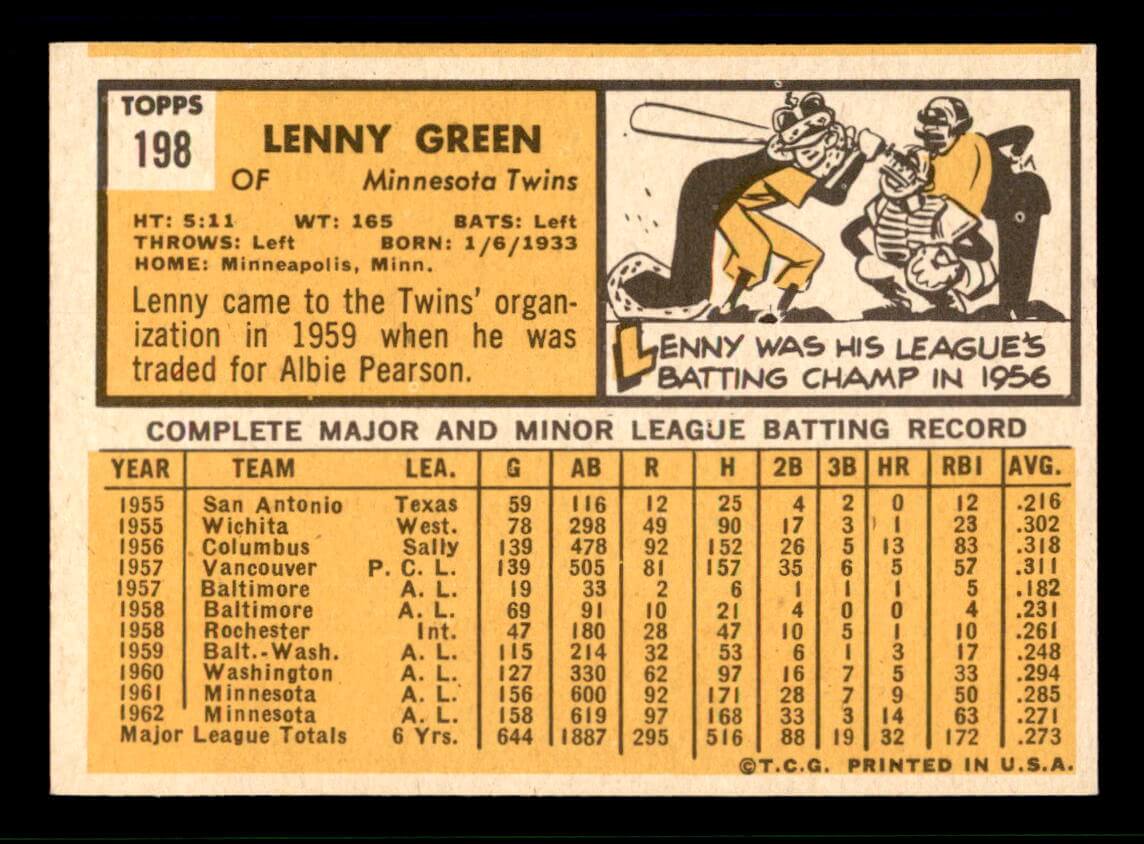 TOPPS
198
LENNY GREEN
OF Minnesota Twins
HT: 5:11 WT: 165 BATS: Left
THROWS: Left BORN: 1/6/1933
HOME: Minneapolis, Minn.
Lenny came to the Twins' organ-
ization in 1959 when he was
traded for Albie Pearson.
LENNY WAS HIS LEAGUE'S
BATTING CHAMP IN 1956
COMPLETE MAJOR AND MINOR LEAGUE BATTING RECORD
YEAR TEAM LEA. G AB R H 2B 3B HR RBI AVG.
1955 San Antonio Texas 59 116 12 25 4 2 0 12 .216
1955 Wichita West. 78 298 49 90 17 3 1 23 .302
1956 Columbus Sally 139 478 92 152 26 5 13 83 .318
1957 Vancouver P. C. L. 139 505 81 157 35 6 5 57 .311
1957 Baltimore A. L. 19 33 2 6 1 1 1 5 .182
1958 Baltimore A. L. 69 91 10 21 4 0 0 4 .231
1958 Rochester Int. 47 180 28 47 10 5 1 10 .261
1959 Balt.-Wash. A. L. 115 214 32 53 6 1 3 17 .248
1960 Washington A. L. 127 330 62 97 16 7 5 33 .294
1961 Minnesota A. L. 156 600 92 171 28 7 9 50 .285
1962 Minnesota A. L. 158 619 97 168 33 3 14 63 .271
Major League Totals 6 Yrs. 644 1887 295 516 88 19 32 172 .273
©T.C.G. PRINTED IN U.S.A.